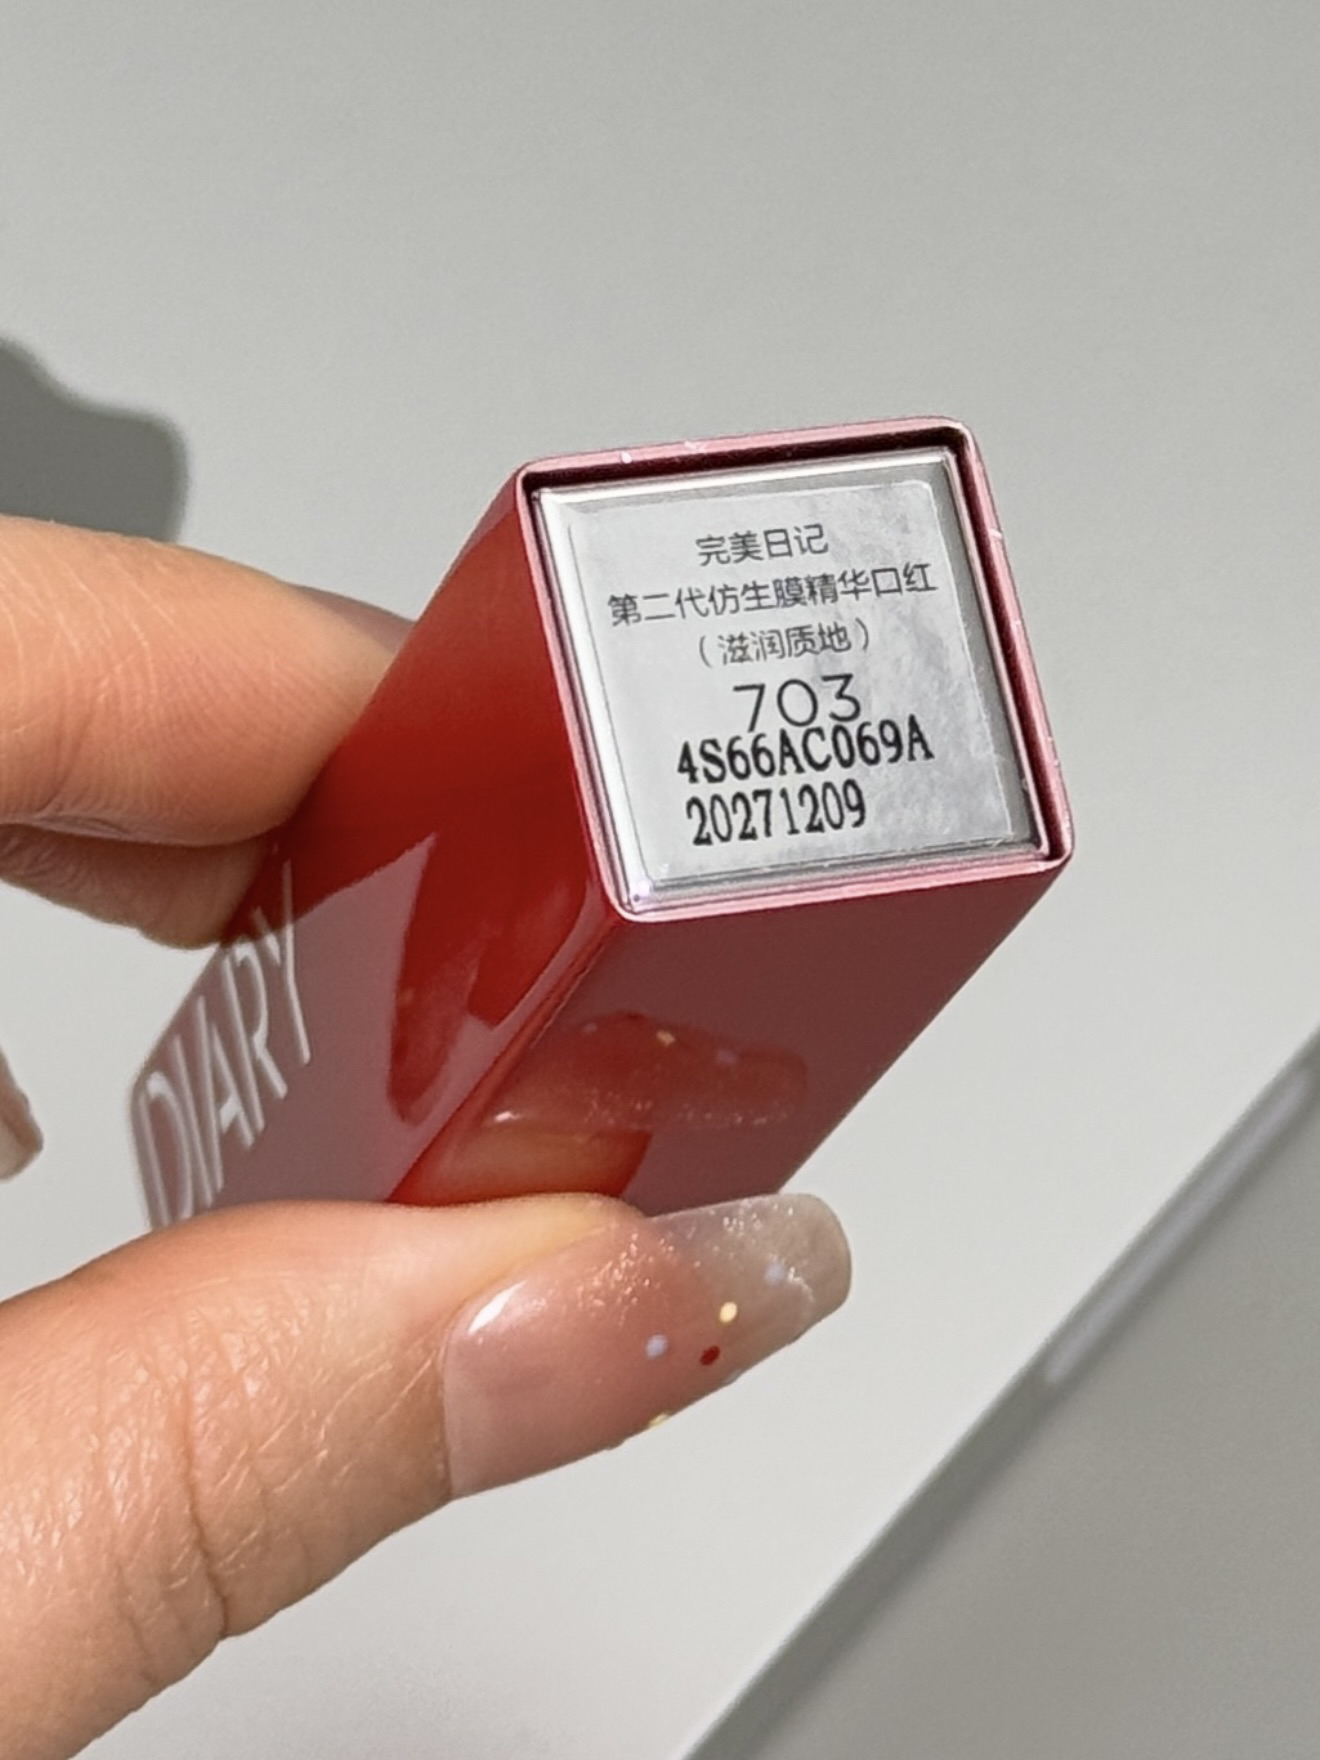 完美日记
第二代仿生膜精华口红
（滋润质地）
703
4S66AC069A
20271209
DIARY